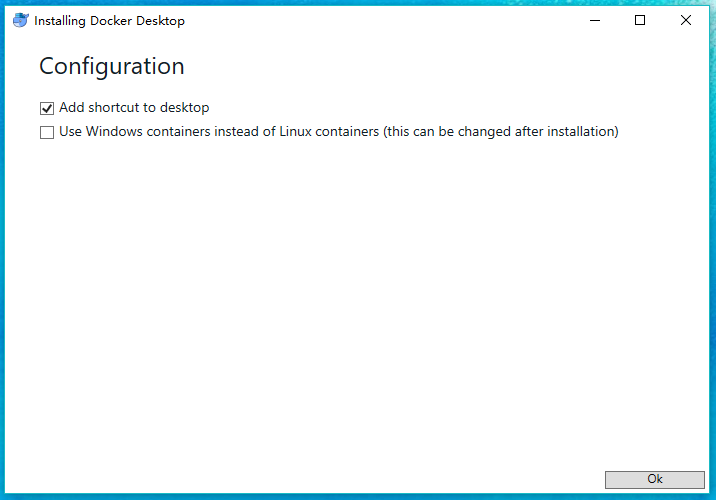 Installing Docker Desktop
Configuration
Add shortcut to desktop
Use Windows containers instead of Linux containers (this can be changed after installation)
Ok